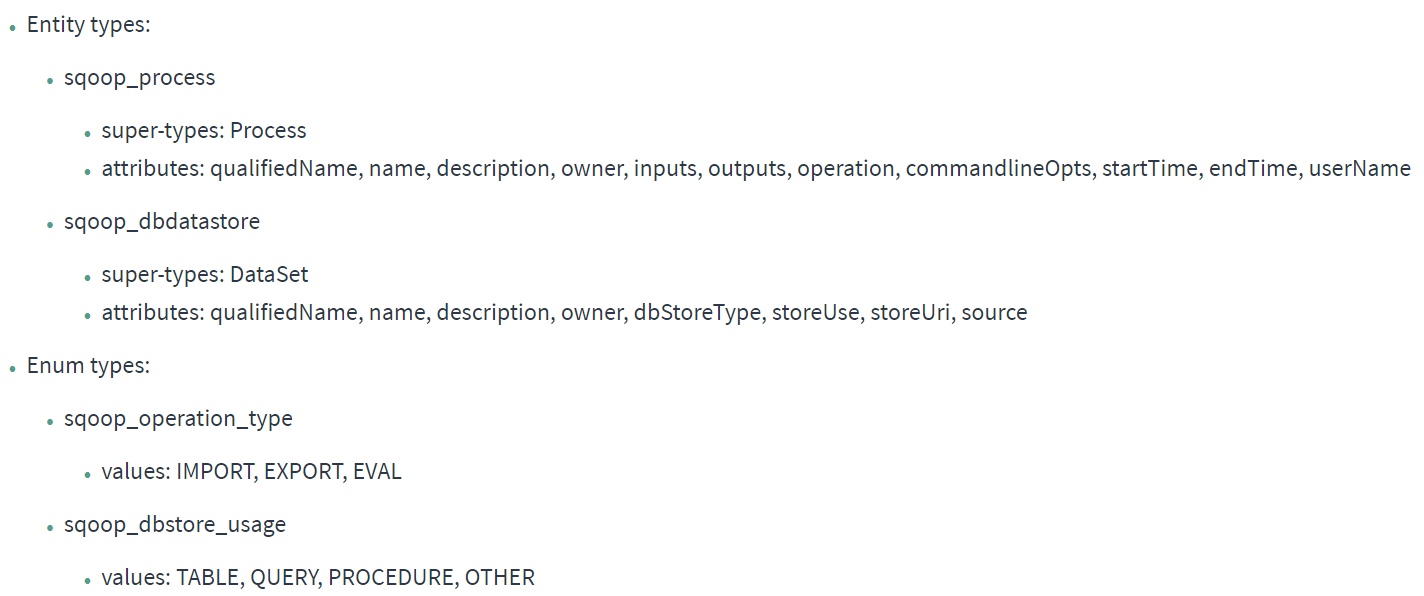 Entity types:
sqoop_process
super-types: Process
attributes: qualifiedName, name, description, owner, inputs, outputs, operation, commandlineOpts, startTime, endTime, userName
sqoop_dbdatastore
super-types: DataSet
attributes: qualifiedName, name, description, owner, dbStoreType, storeUse, storeUri, source
Enum types:
sqoop_operation_type
values: IMPORT, EXPORT, EVAL
sqoop_dbstore_usage
values: TABLE, QUERY, PROCEDURE, OTHER